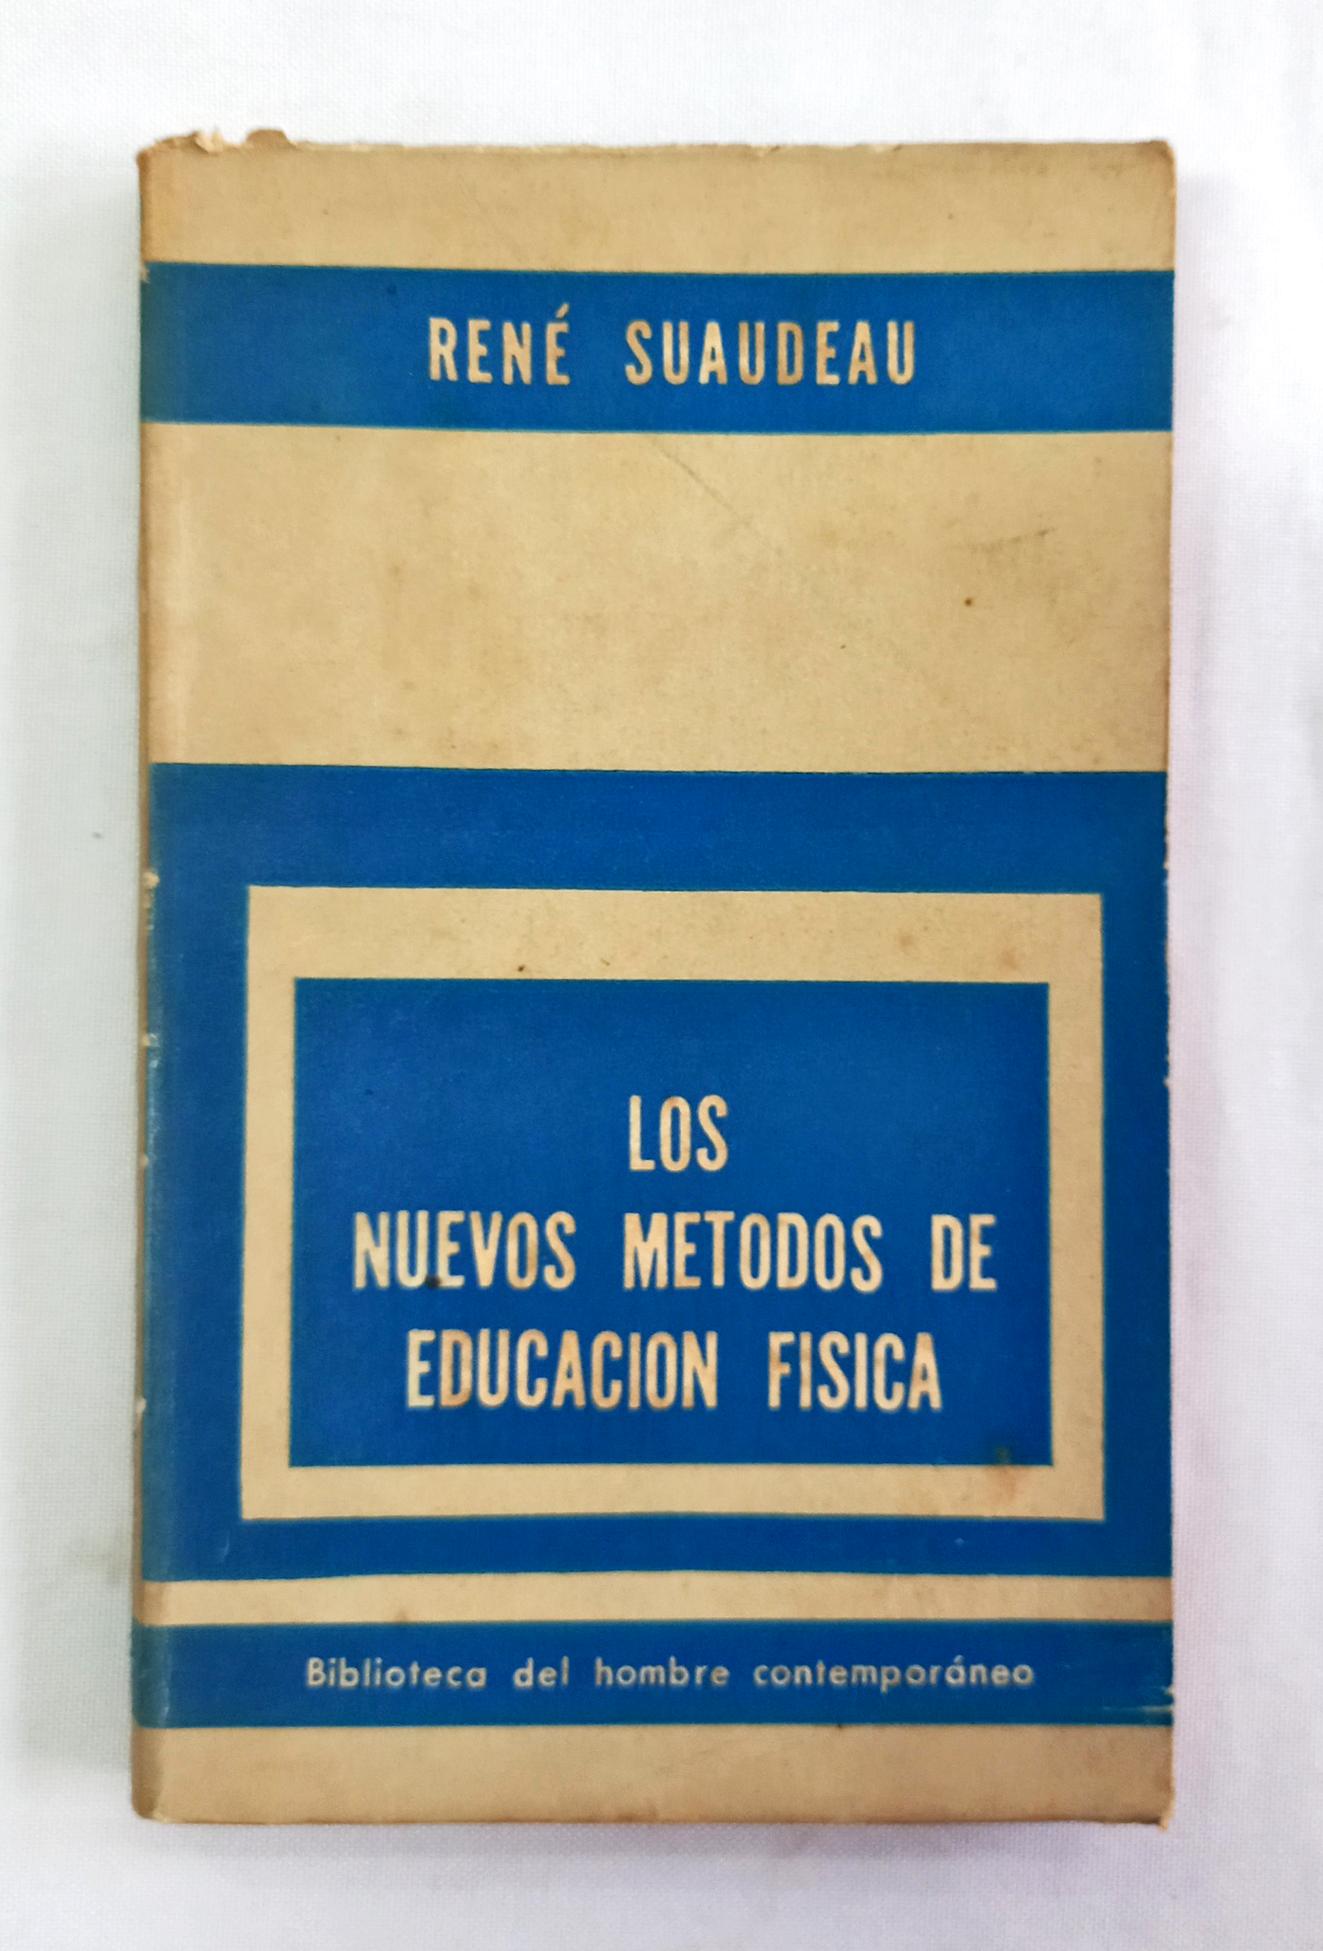 RENÉ SUAUDEAU
LOS
NUEVOS METODOS DE
EDUCACION FISICA
Biblioteca del hombre contemporáneo